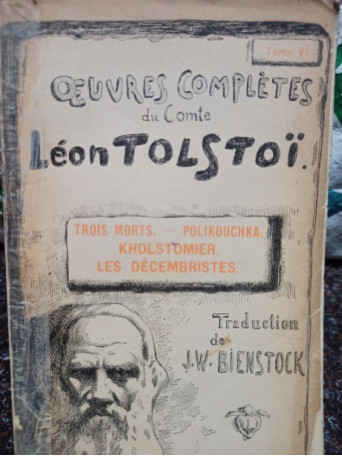 Tome VI
ŒUVRES COMPLÈTES
du Comte
Léon TOLSTOÏ.
TROIS MORTS. — POLIKOUCHKA.
KHOLSTOMIER.
LES DÉCEMBRISTES.
Traduction
de
J.W. BIENSTOCK